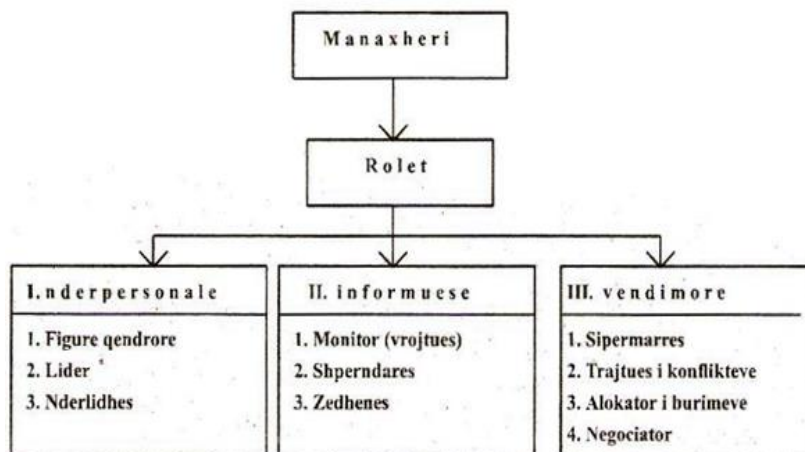 Manaxheri
Rolet
I.nderpersonale
1. Figure qendrore
2. Lider
3. Nderlidhes
II. informuese
1. Monitor (vrojtues)
2. Shperndares
3. Zedhenes
III. vendimore
1. Sipermarres
2. Trajtues i konflikteve
3. Alokator i burimeve
4. Negociator